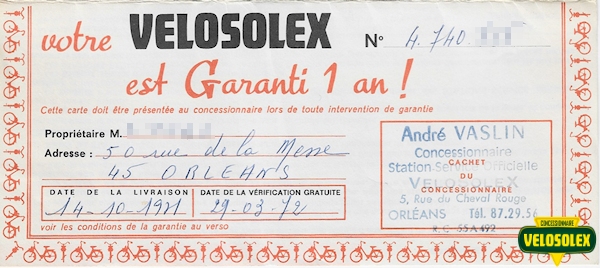 votre VELOSOLEX N° 4.740.
est Garanti 1 an !
Cette carte doit être présentée au concessionnaire lors de toute intervention de garantie
Propriétaire M.
Adresse : 50 rue de la Messe
45 ORLEANS
DATE DE LA LIVRAISON
14-10-1971
DATE DE LA VÉRIFICATION GRATUITE
29-03-72
voir les conditions de la garantie au verso
André VASLIN
Concessionnaire
CACHET
Station-Service Officielle
DU
VELOSOLEX
CONCESSIONNAIRE
5, Rue du Cheval Rouge
ORLÉANS Tél. 87.29.56
R.C. 55A492
CONCESSIONNAIRE
VELOSOLEX